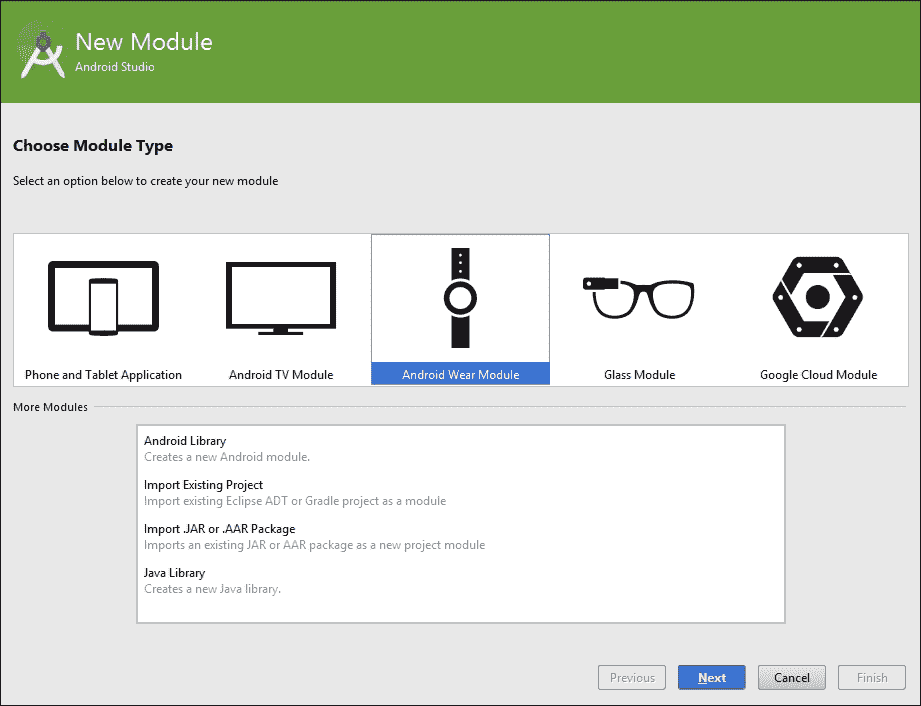 New Module
Android Studio
Choose Module Type
Select an option below to create your new module
Phone and Tablet Application
Android TV Module
Android Wear Module
Glass Module
Google Cloud Module
More Modules
Android Library
Creates a new Android module.
Import Existing Project
Import existing Eclipse ADT or Gradle project as a module
Import .JAR or .AAR Package
Imports an existing JAR or AAR package as a new project module
Java Library
Creates a new Java library.
Previous
Next
Cancel
Finish